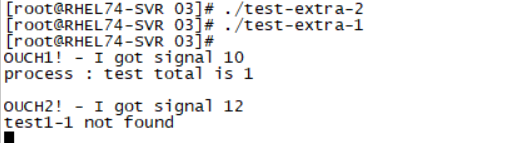 [root@RHEL74-SVR 03]# ./test-extra-2
[root@RHEL74-SVR 03]# ./test-extra-1
[root@RHEL74-SVR 03]#
OUCH1! - I got signal 10
process : test total is 1
OUCH2! - I got signal 12
test1-1 not found